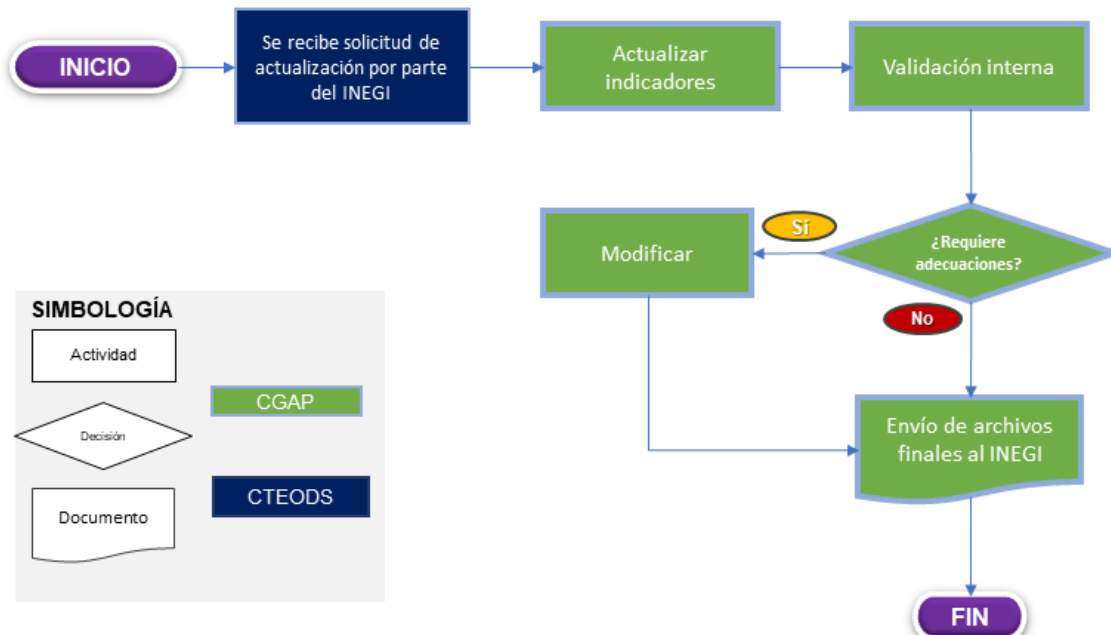 INICIO
Se recibe solicitud de
actualización por parte
del INEGI
Actualizar
indicadores
Validación interna
¿Requiere
adecuaciones?
Sí
Modificar
No
Envío de archivos
finales al INEGI
FIN
SIMBOLOGÍA
Actividad
CGAP
Decisión
CTEODS
Documento